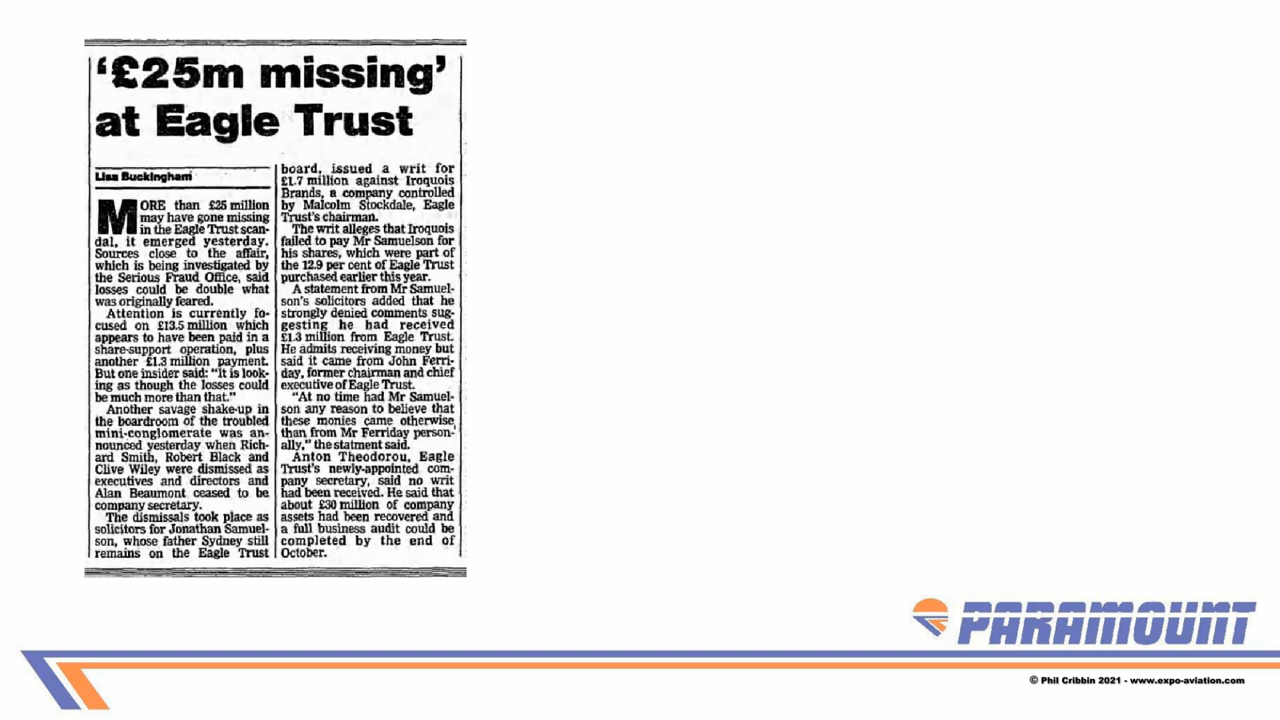 ‘£25m missing’
at Eagle Trust
Lisa Buckingham
MORE than £25 million
may have gone missing
in the Eagle Trust scan-
dal, it emerged yesterday.
Sources close to the affair,
which is being investigated by
the Serious Fraud Office, said
losses could be double what
was originally feared.
Attention is currently fo-
cused on £13.5 million which
appears to have been paid in a
share-support operation, plus
another £1.3 million payment.
But one insider said: “It is look-
ing as though the losses could
be much more than that.”
Another savage shake-up in
the boardroom of the troubled
mini-conglomerate was an-
nounced yesterday when Rich-
ard Smith, Robert Black and
Clive Wiley were dismissed as
executives and directors and
Alan Beaumont ceased to be
company secretary.
The dismissals took place as
solicitors for Jonathan Samuel-
son, whose father Sydney still
remains on the Eagle Trust
board, issued a writ for
£1.7 million against Iroquois
Brands, a company controlled
by Malcolm Stockdale, Eagle
Trust’s chairman.
The writ alleges that Iroquois
failed to pay Mr Samuelson for
his shares, which were part of
the 12.9 per cent of Eagle Trust
purchased earlier this year.
A statement from Mr Samuel-
son’s solicitors added that he
strongly denied comments sug-
gesting he had received
£1.3 million from Eagle Trust.
He admits receiving money but
said it came from John Ferri-
day, former chairman and chief
executive of Eagle Trust.
“At no time had Mr Samuel-
son any reason to believe that
these monies came otherwise
than from Mr Ferriday person-
ally,” the statment said.
Anton Theodorou, Eagle
Trust’s newly-appointed com-
pany secretary, said no writ
had been received. He said that
about £30 million of company
assets had been recovered and
a full business audit could be
completed by the end of
October.
PARAMOUNT
© Phil Cribbin 2021 - www.expo-aviation.com